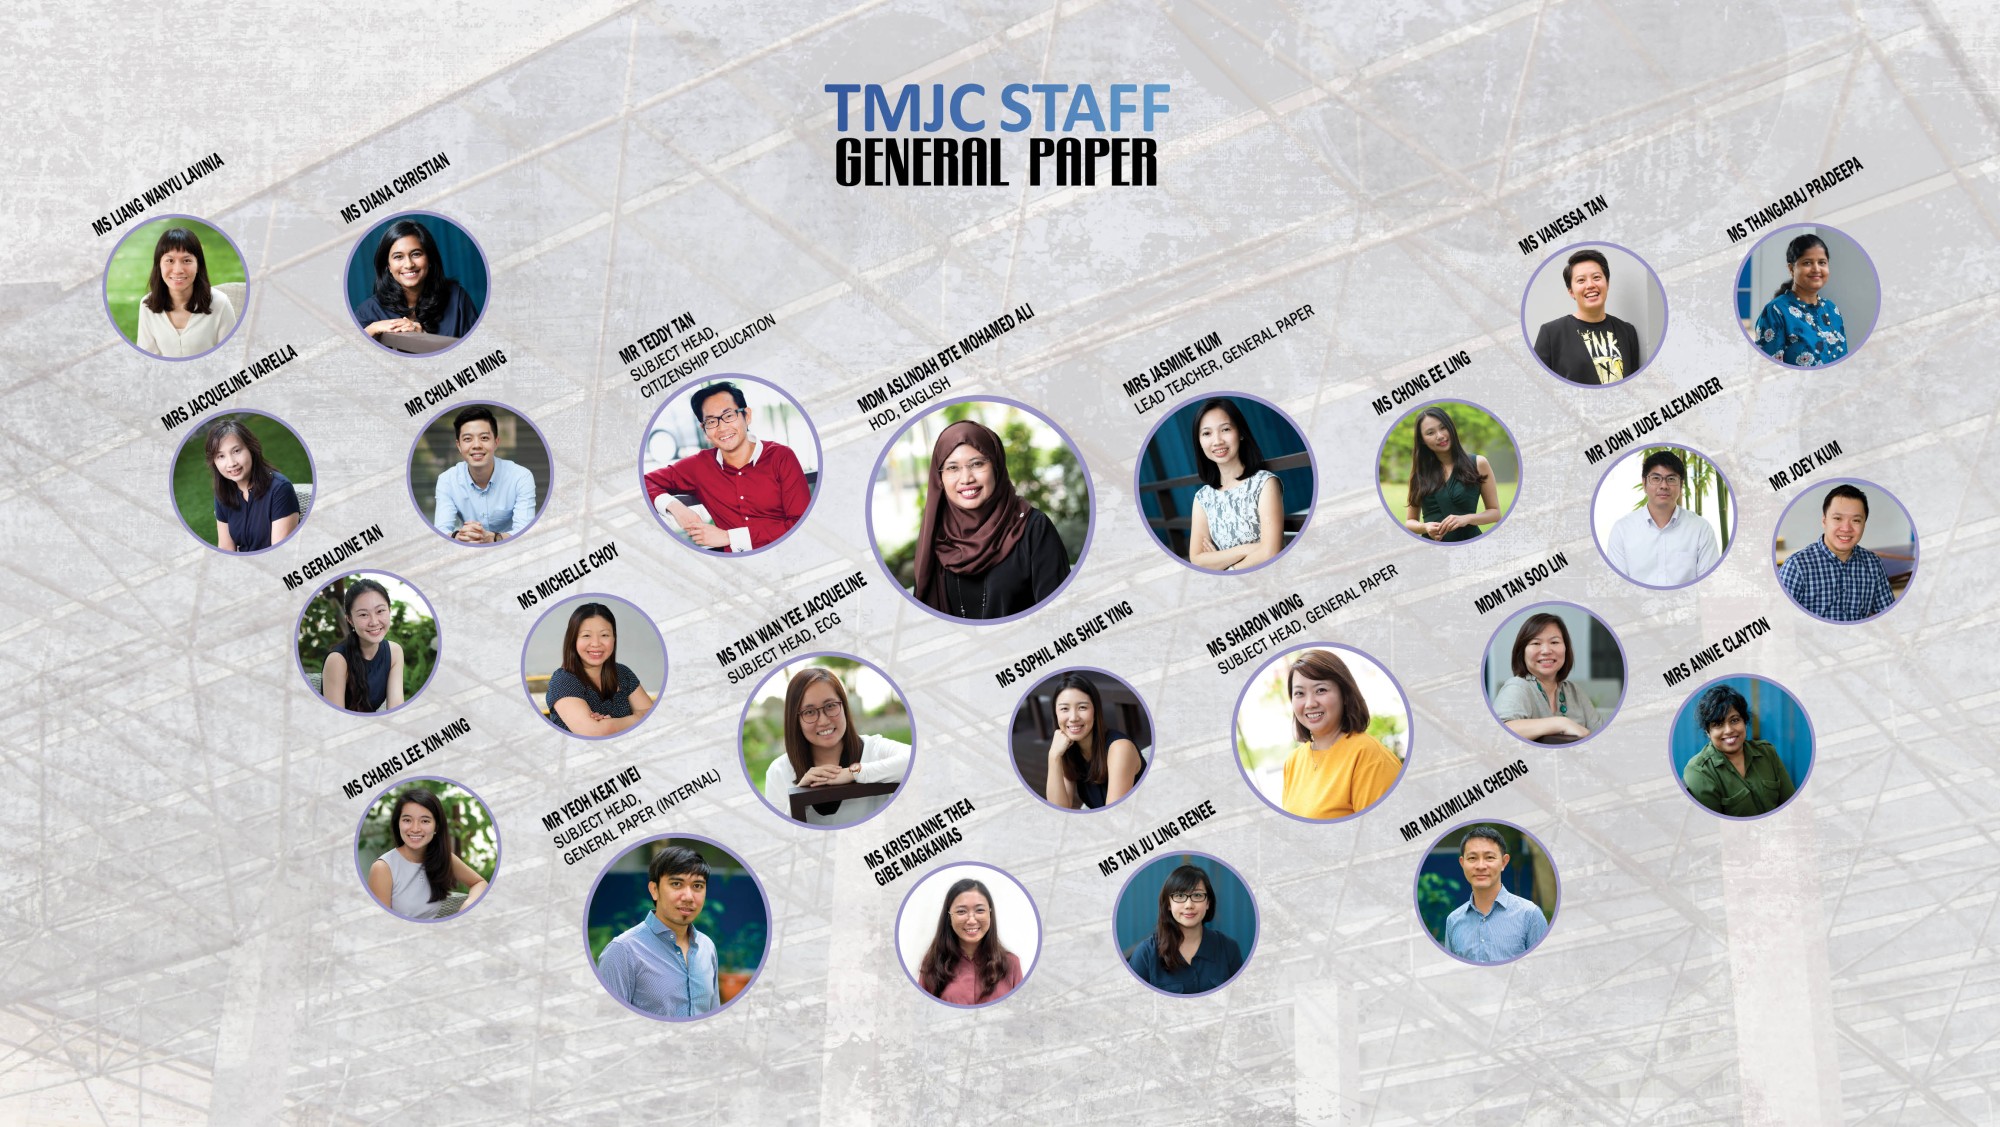 TMJC STAFF
GENERAL PAPER
MS LIANG WANYU LAVINIA
MS DIANA CHRISTIAN
MS VANESSA TAN
MS THANGARAJ PRADEEPA
MRS JACQUELINE VARELLA
MR CHUA WEI MING
MR TEDDY TAN
SUBJECT HEAD,
CITIZENSHIP EDUCATION
MDM ASLINDAH BTE MOHAMED ALI
HOD, ENGLISH
MRS JASMINE KUM
LEAD TEACHER, GENERAL PAPER
MS CHONG EE LING
MR JOHN JUDE ALEXANDER
MR JOEY KUM
MS GERALDINE TAN
MS MICHELLE CHOY
MS TAN WAN YEE JACQUELINE
SUBJECT HEAD, ECG
MS SOPHIL ANG SHUE YING
MS SHARON WONG
SUBJECT HEAD, GENERAL PAPER
MDM TAN SOO LIN
MRS ANNIE CLAYTON
MS CHARIS LEE XIN-NING
MR YEOH KEAT WEI
SUBJECT HEAD,
GENERAL PAPER (INTERNAL)
MS KRISTIANNE THEA
GIBE MAGKAWAS
MS TAN JU LING RENEE
MR MAXIMILIAN CHEONG
INK